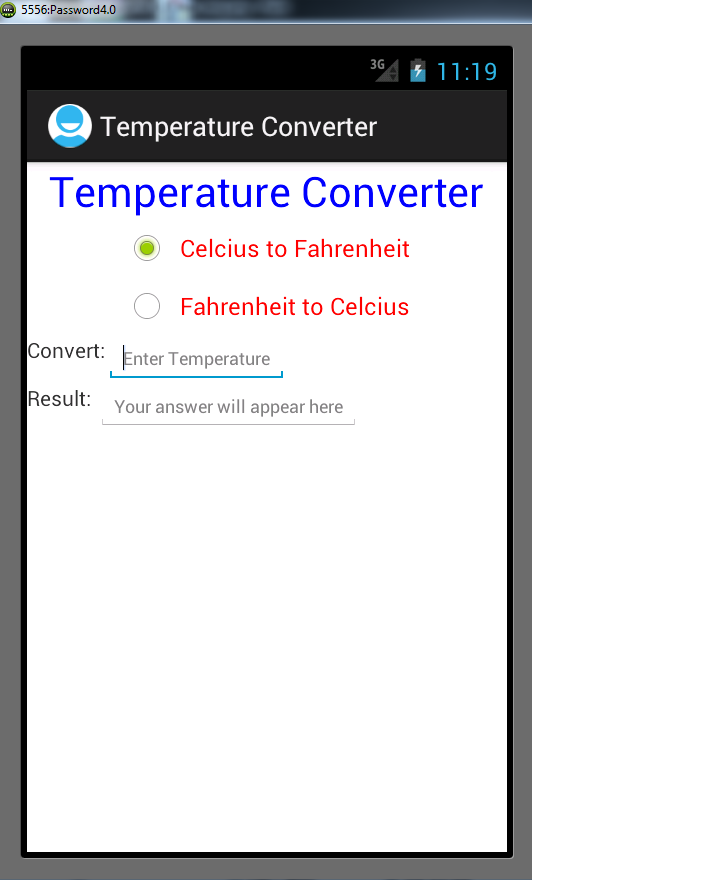 5556:Password4.0
3G 11:19
Temperature Converter
Temperature Converter
Celcius to Fahrenheit
Fahrenheit to Celcius
Convert: Enter Temperature
Result: Your answer will appear here